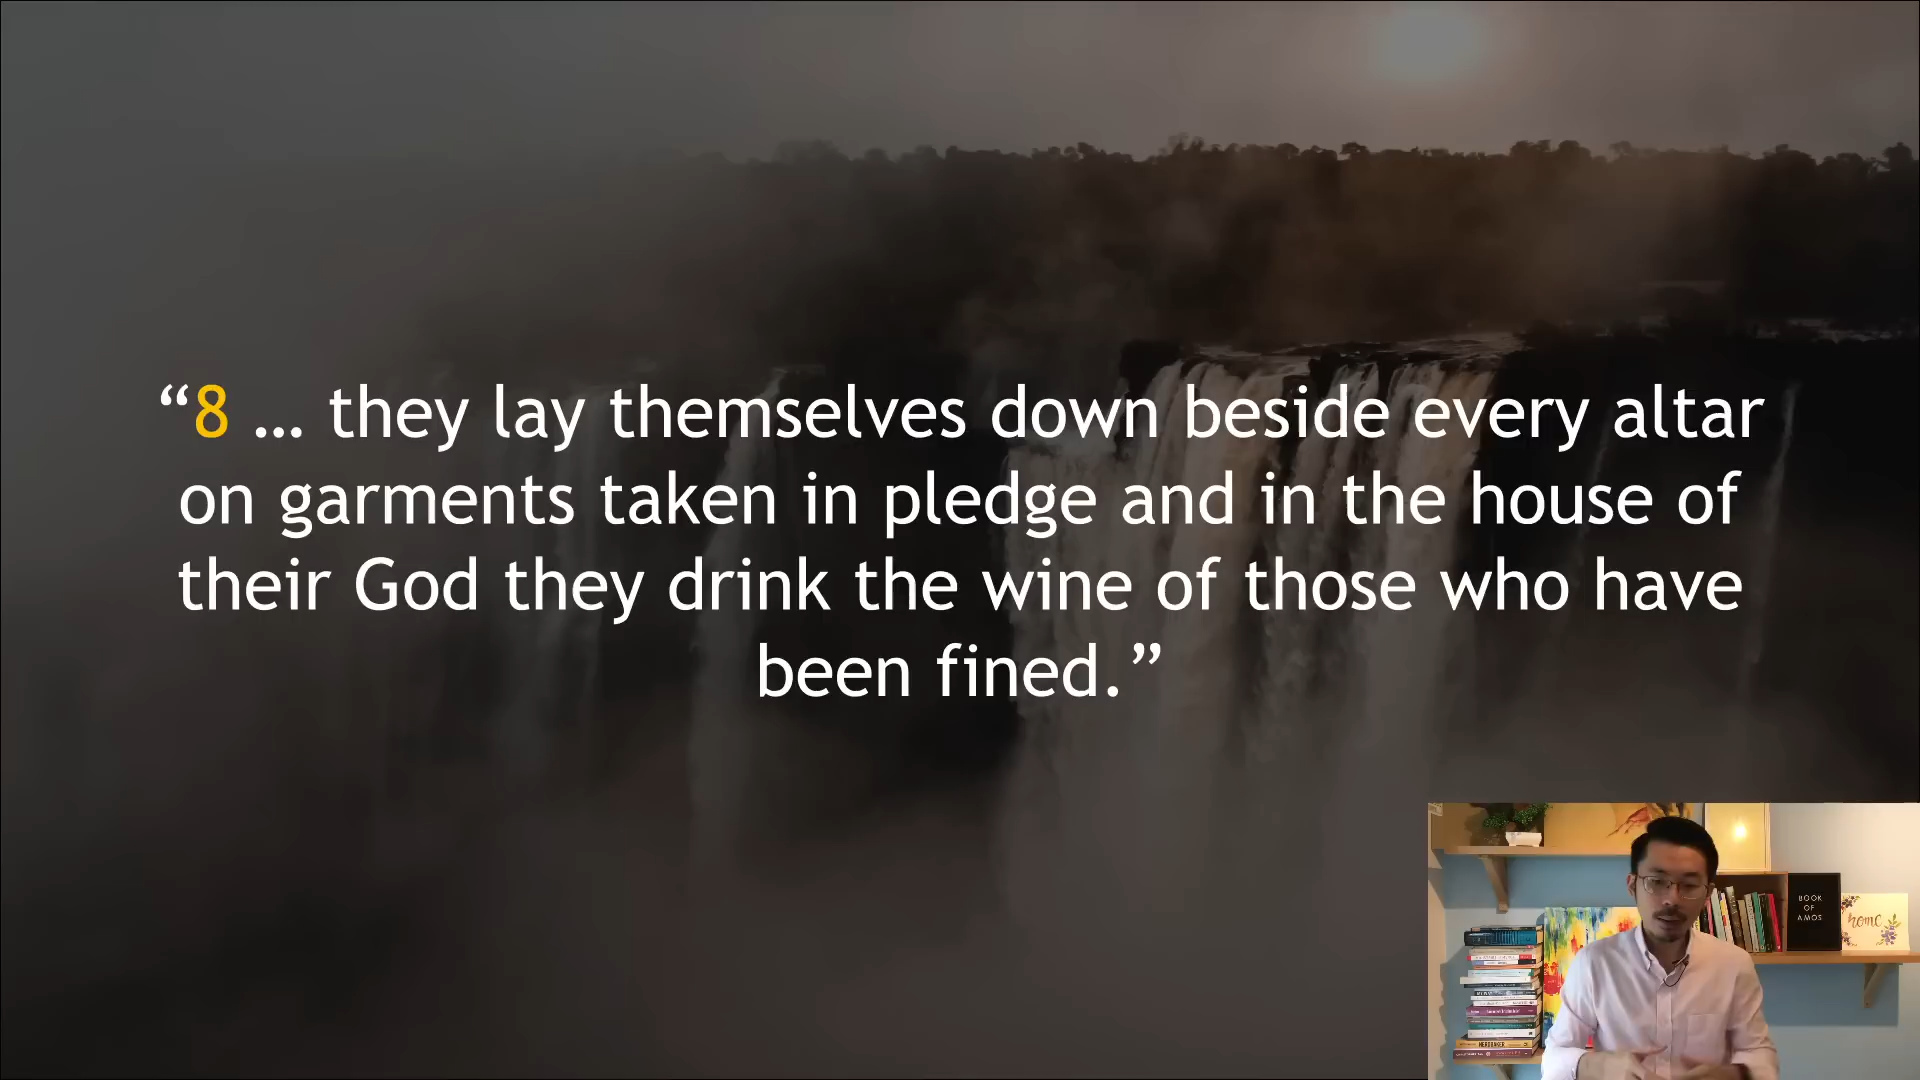 “8 … they lay themselves down beside every altar
on garments taken in pledge and in the house of
their God they drink the wine of those who have
been fined.”
BOOK
OF
AMOS
home